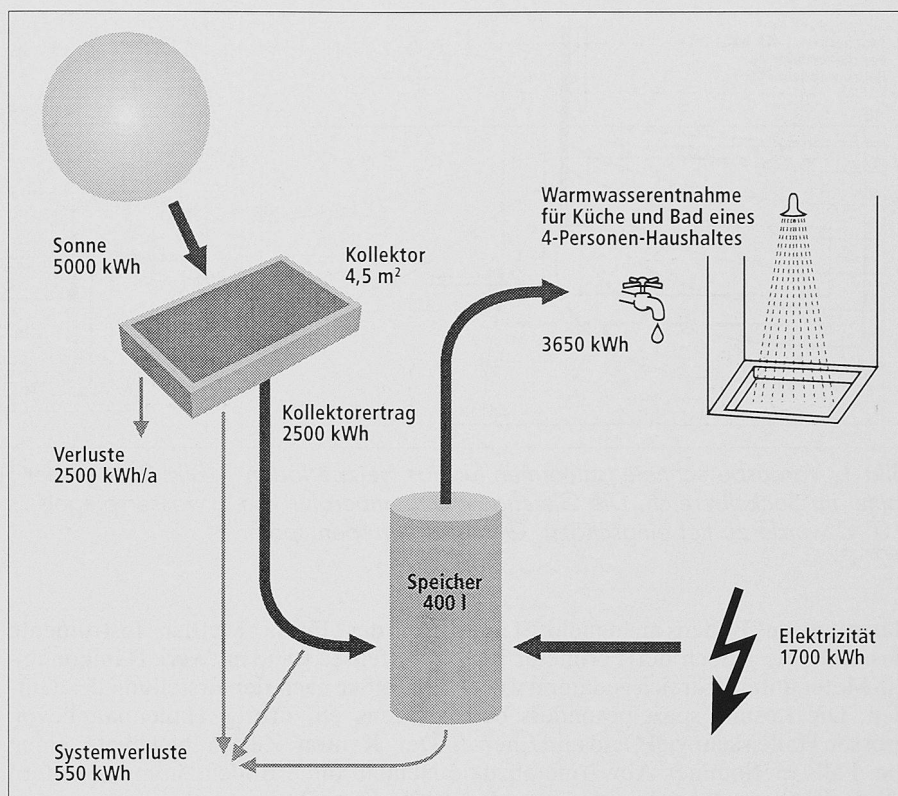 Sonne
5000 kWh
Kollektor
4,5 m²
Warmwasserentnahme
für Küche und Bad eines
4-Personen-Haushaltes
3650 kWh
Kollektorertrag
2500 kWh
Verluste
2500 kWh/a
Speicher
400 l
Elektrizität
1700 kWh
Systemverluste
550 kWh